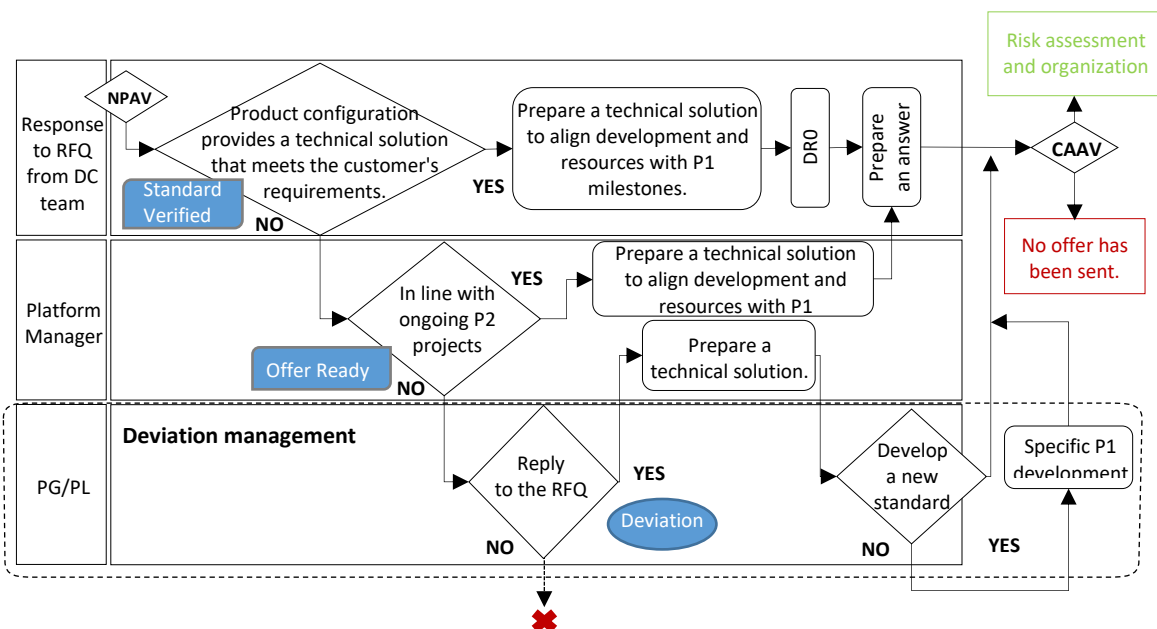 Risk assessment
and organization
Response
to RFQ
from DC
team
NPAV
Product configuration
provides a technical solution
that meets the customer's
requirements.
Standard
Verified
YES
NO
Prepare a technical solution
to align development and
resources with P1
milestones.
DR0
Prepare
an answer
CAAV
No offer has
been sent.
Platform
Manager
In line with
ongoing P2
projects
YES
Offer Ready
NO
Prepare a technical solution
to align development and
resources with P1
Prepare a
technical solution.
PG/PL
Deviation management
Reply
to the RFQ
YES
Deviation
NO
Develop
a new
standard
NO
YES
Specific P1
development